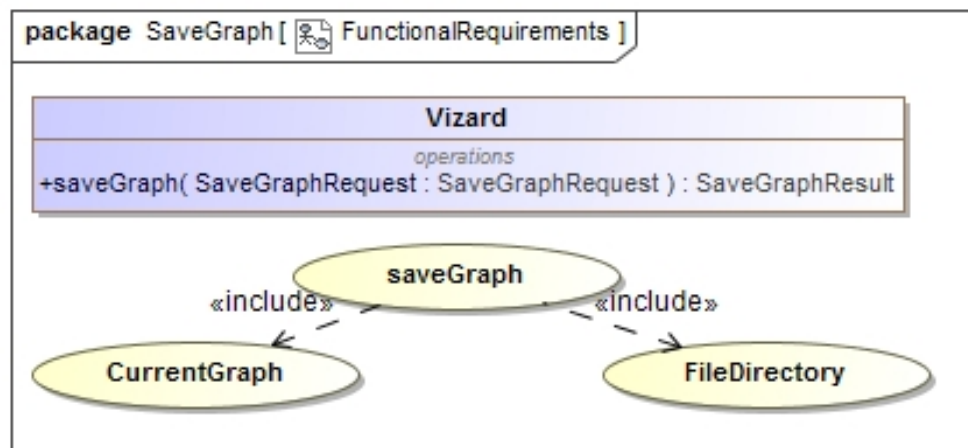 package SaveGraph [ FunctionalRequirements ]
Vizard
operations
+saveGraph( SaveGraphRequest : SaveGraphRequest ) : SaveGraphResult
saveGraph
«include» «include»
CurrentGraph FileDirectory